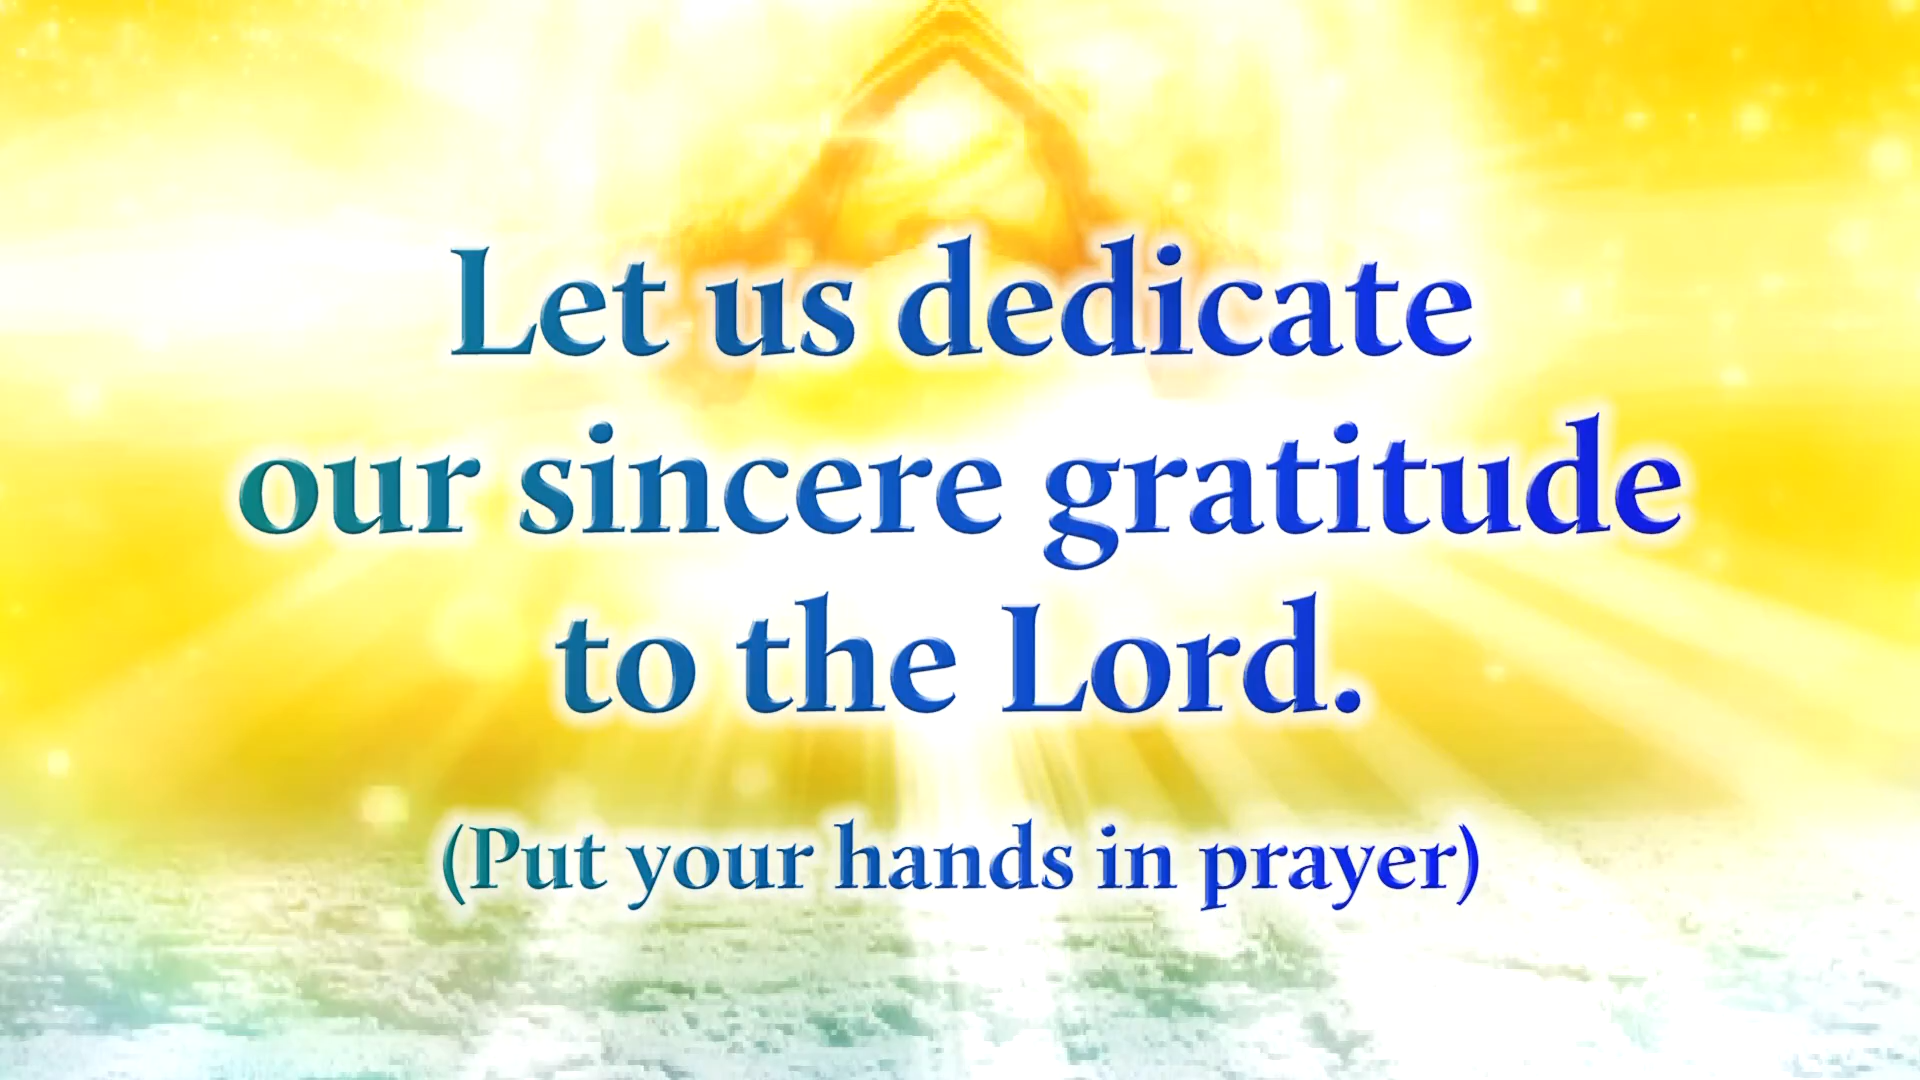 Let us dedicate
our sincere gratitude
to the Lord.
(Put your hands in prayer)